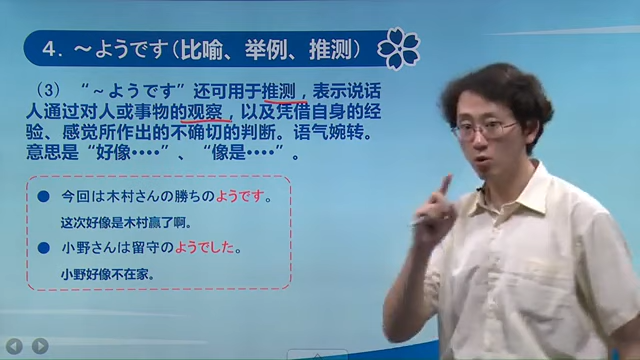 4. ～ようです（比喻、举例、推测）
（3）“～ようです”还可用于推测，表示说话
人通过对人或事物的观察，以及凭借自身的经
验、感觉所作出的不确切的判断。语气婉转。
意思是“好像····”、“像是····”。
● 今回は木村さんの勝ちのようです。
这次好像是木村赢了啊。
● 小野さんは留守のようでした。
小野好像不在家。